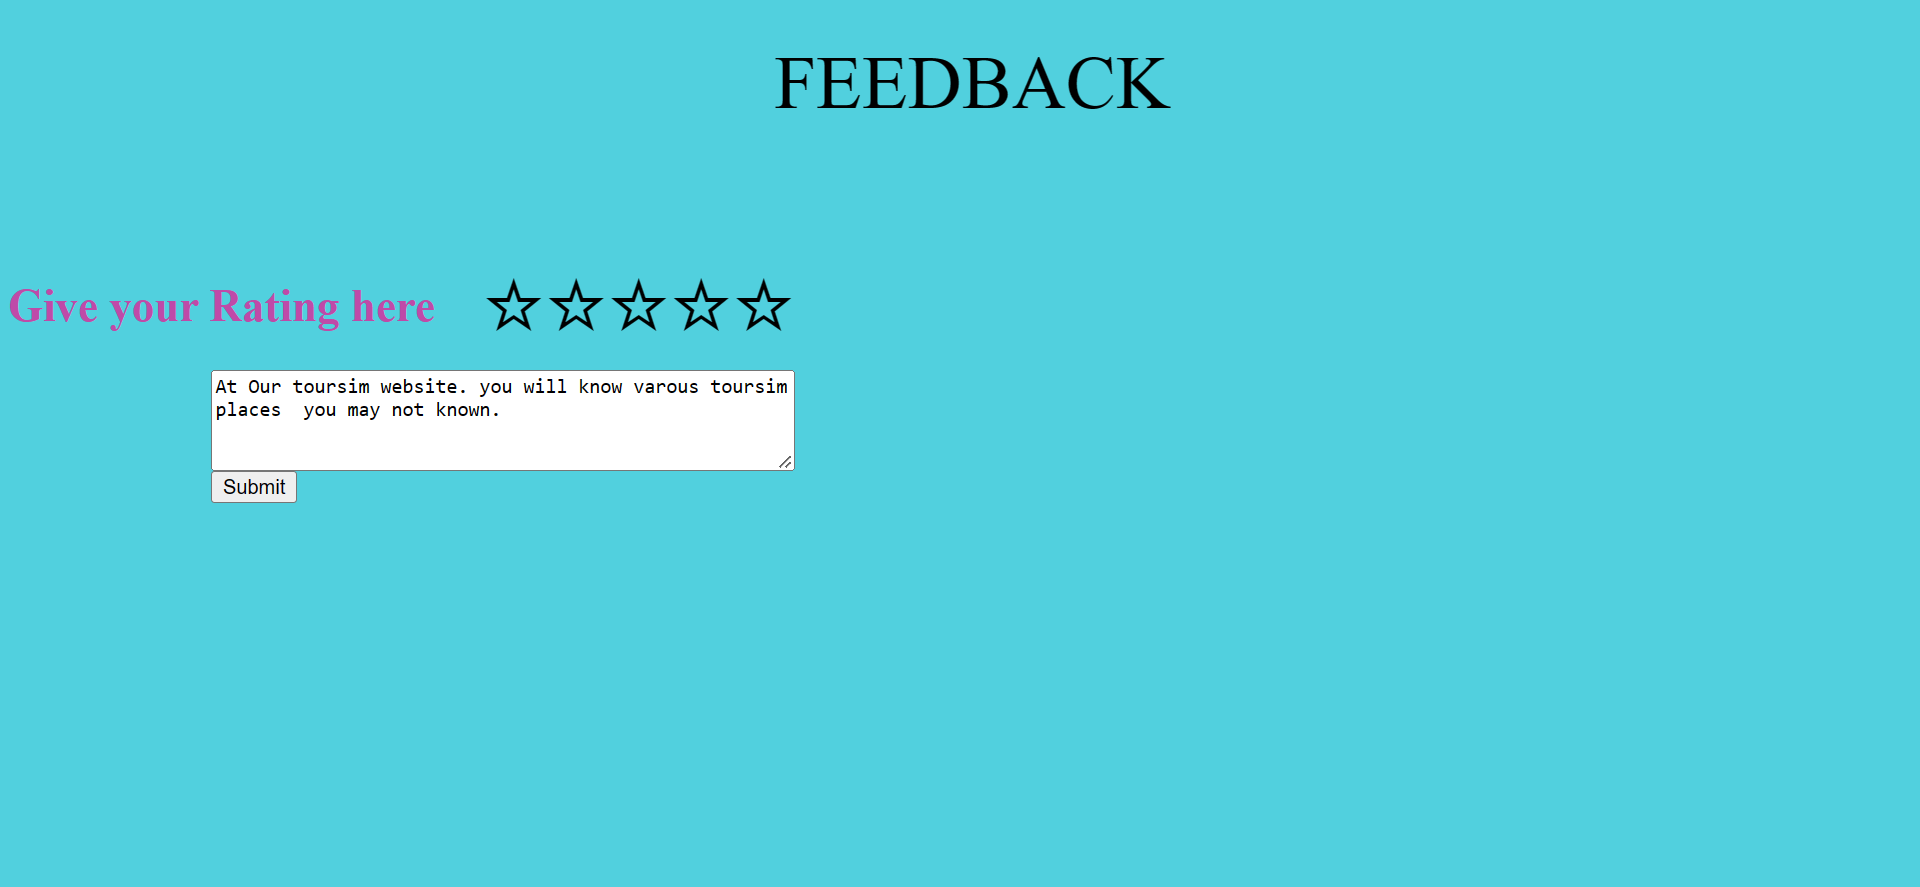 FEEDBACK
Give your Rating here ☆☆☆☆☆
At Our toursim website. you will know varous toursim
places  you may not known.
Submit